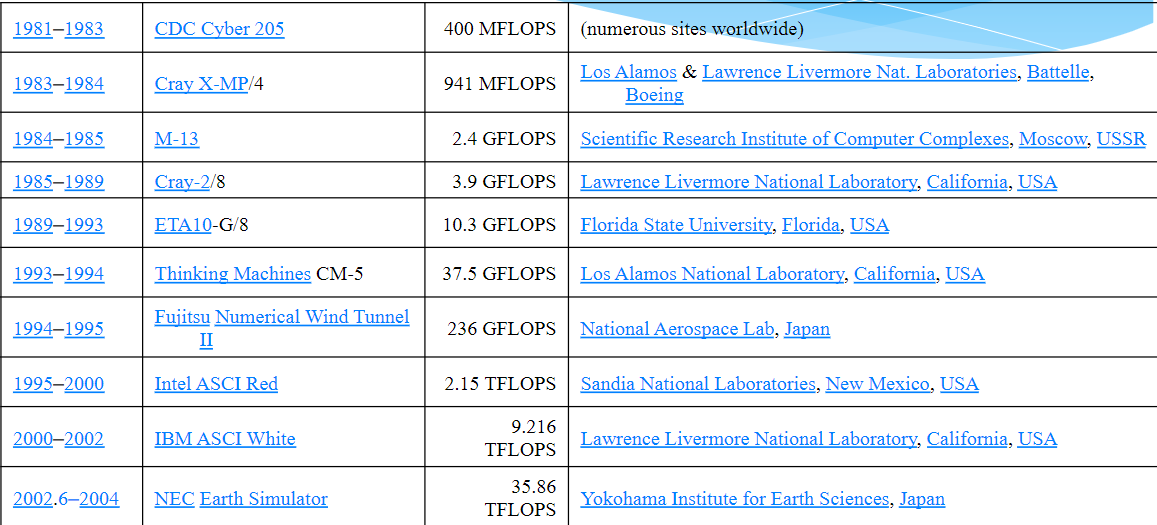 1981–1983 CDC Cyber 205 400 MFLOPS (numerous sites worldwide)
1983–1984 Cray X-MP/4 941 MFLOPS Los Alamos & Lawrence Livermore Nat. Laboratories, Battelle,
Boeing
1984–1985 M-13 2.4 GFLOPS Scientific Research Institute of Computer Complexes, Moscow, USSR
1985–1989 Cray-2/8 3.9 GFLOPS Lawrence Livermore National Laboratory, California, USA
1989–1993 ETA10-G/8 10.3 GFLOPS Florida State University, Florida, USA
1993–1994 Thinking Machines CM-5 37.5 GFLOPS Los Alamos National Laboratory, California, USA
1994–1995 Fujitsu Numerical Wind Tunnel
II 236 GFLOPS National Aerospace Lab, Japan
1995–2000 Intel ASCI Red 2.15 TFLOPS Sandia National Laboratories, New Mexico, USA
2000–2002 IBM ASCI White 9.216
TFLOPS Lawrence Livermore National Laboratory, California, USA
2002.6–2004 NEC Earth Simulator 35.86
TFLOPS Yokohama Institute for Earth Sciences, Japan